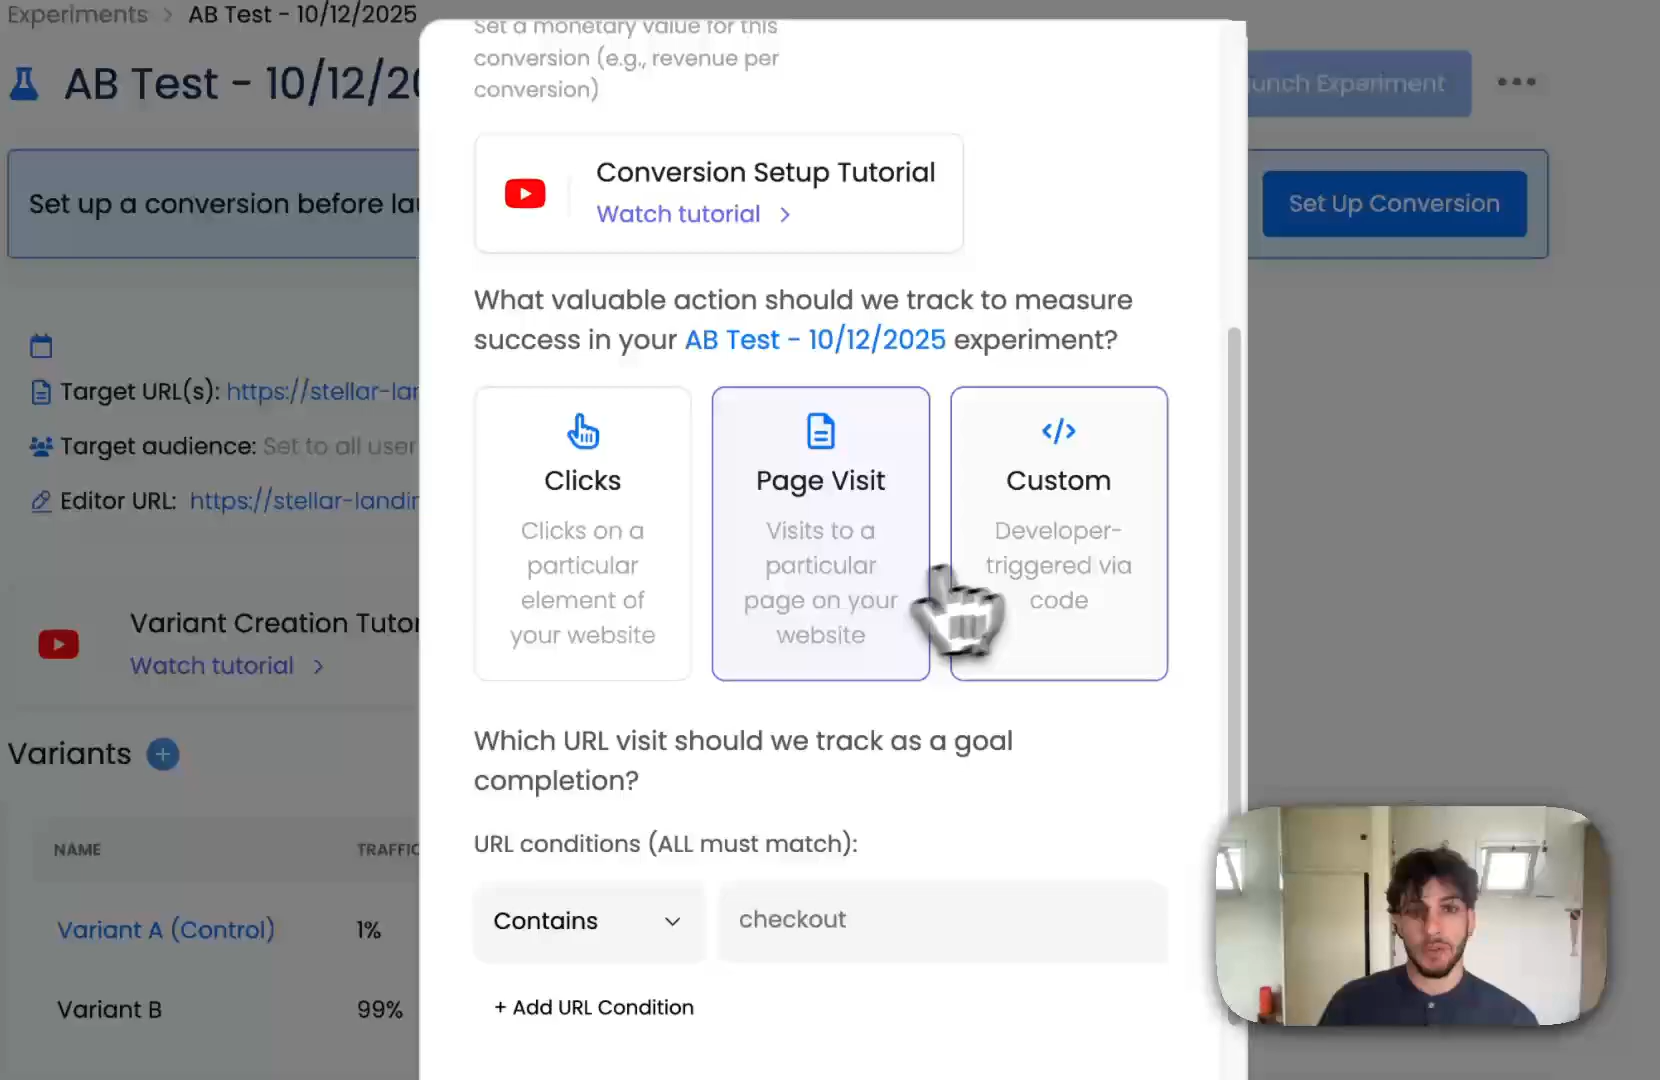 Experiments > AB Test - 10/12/2025
AB Test - 10/12/20
Launch Experiment
Set up a conversion before
Set Up Conversion
Target URL(s): https://stellar-lan
Target audience: Set to all user
Editor URL: https://stellar-landin
Variant Creation
Watch tutorial >
Variants +
NAME
TRAFFIC
Variant A (Control)
1%
Variant B
99%
Set a monetary value for this
conversion (e.g., revenue per
conversion)
Conversion Setup Tutorial
Watch tutorial >
What valuable action should we track to measure
success in your AB Test - 10/12/2025 experiment?
Clicks
Clicks on a
particular
element of
your website
Page Visit
Visits to a
particular
page on your
website
</>
Custom
Developer-
triggered via
code
Which URL visit should we track as a goal
completion?
URL conditions (ALL must match):
Contains
checkout
+ Add URL Condition